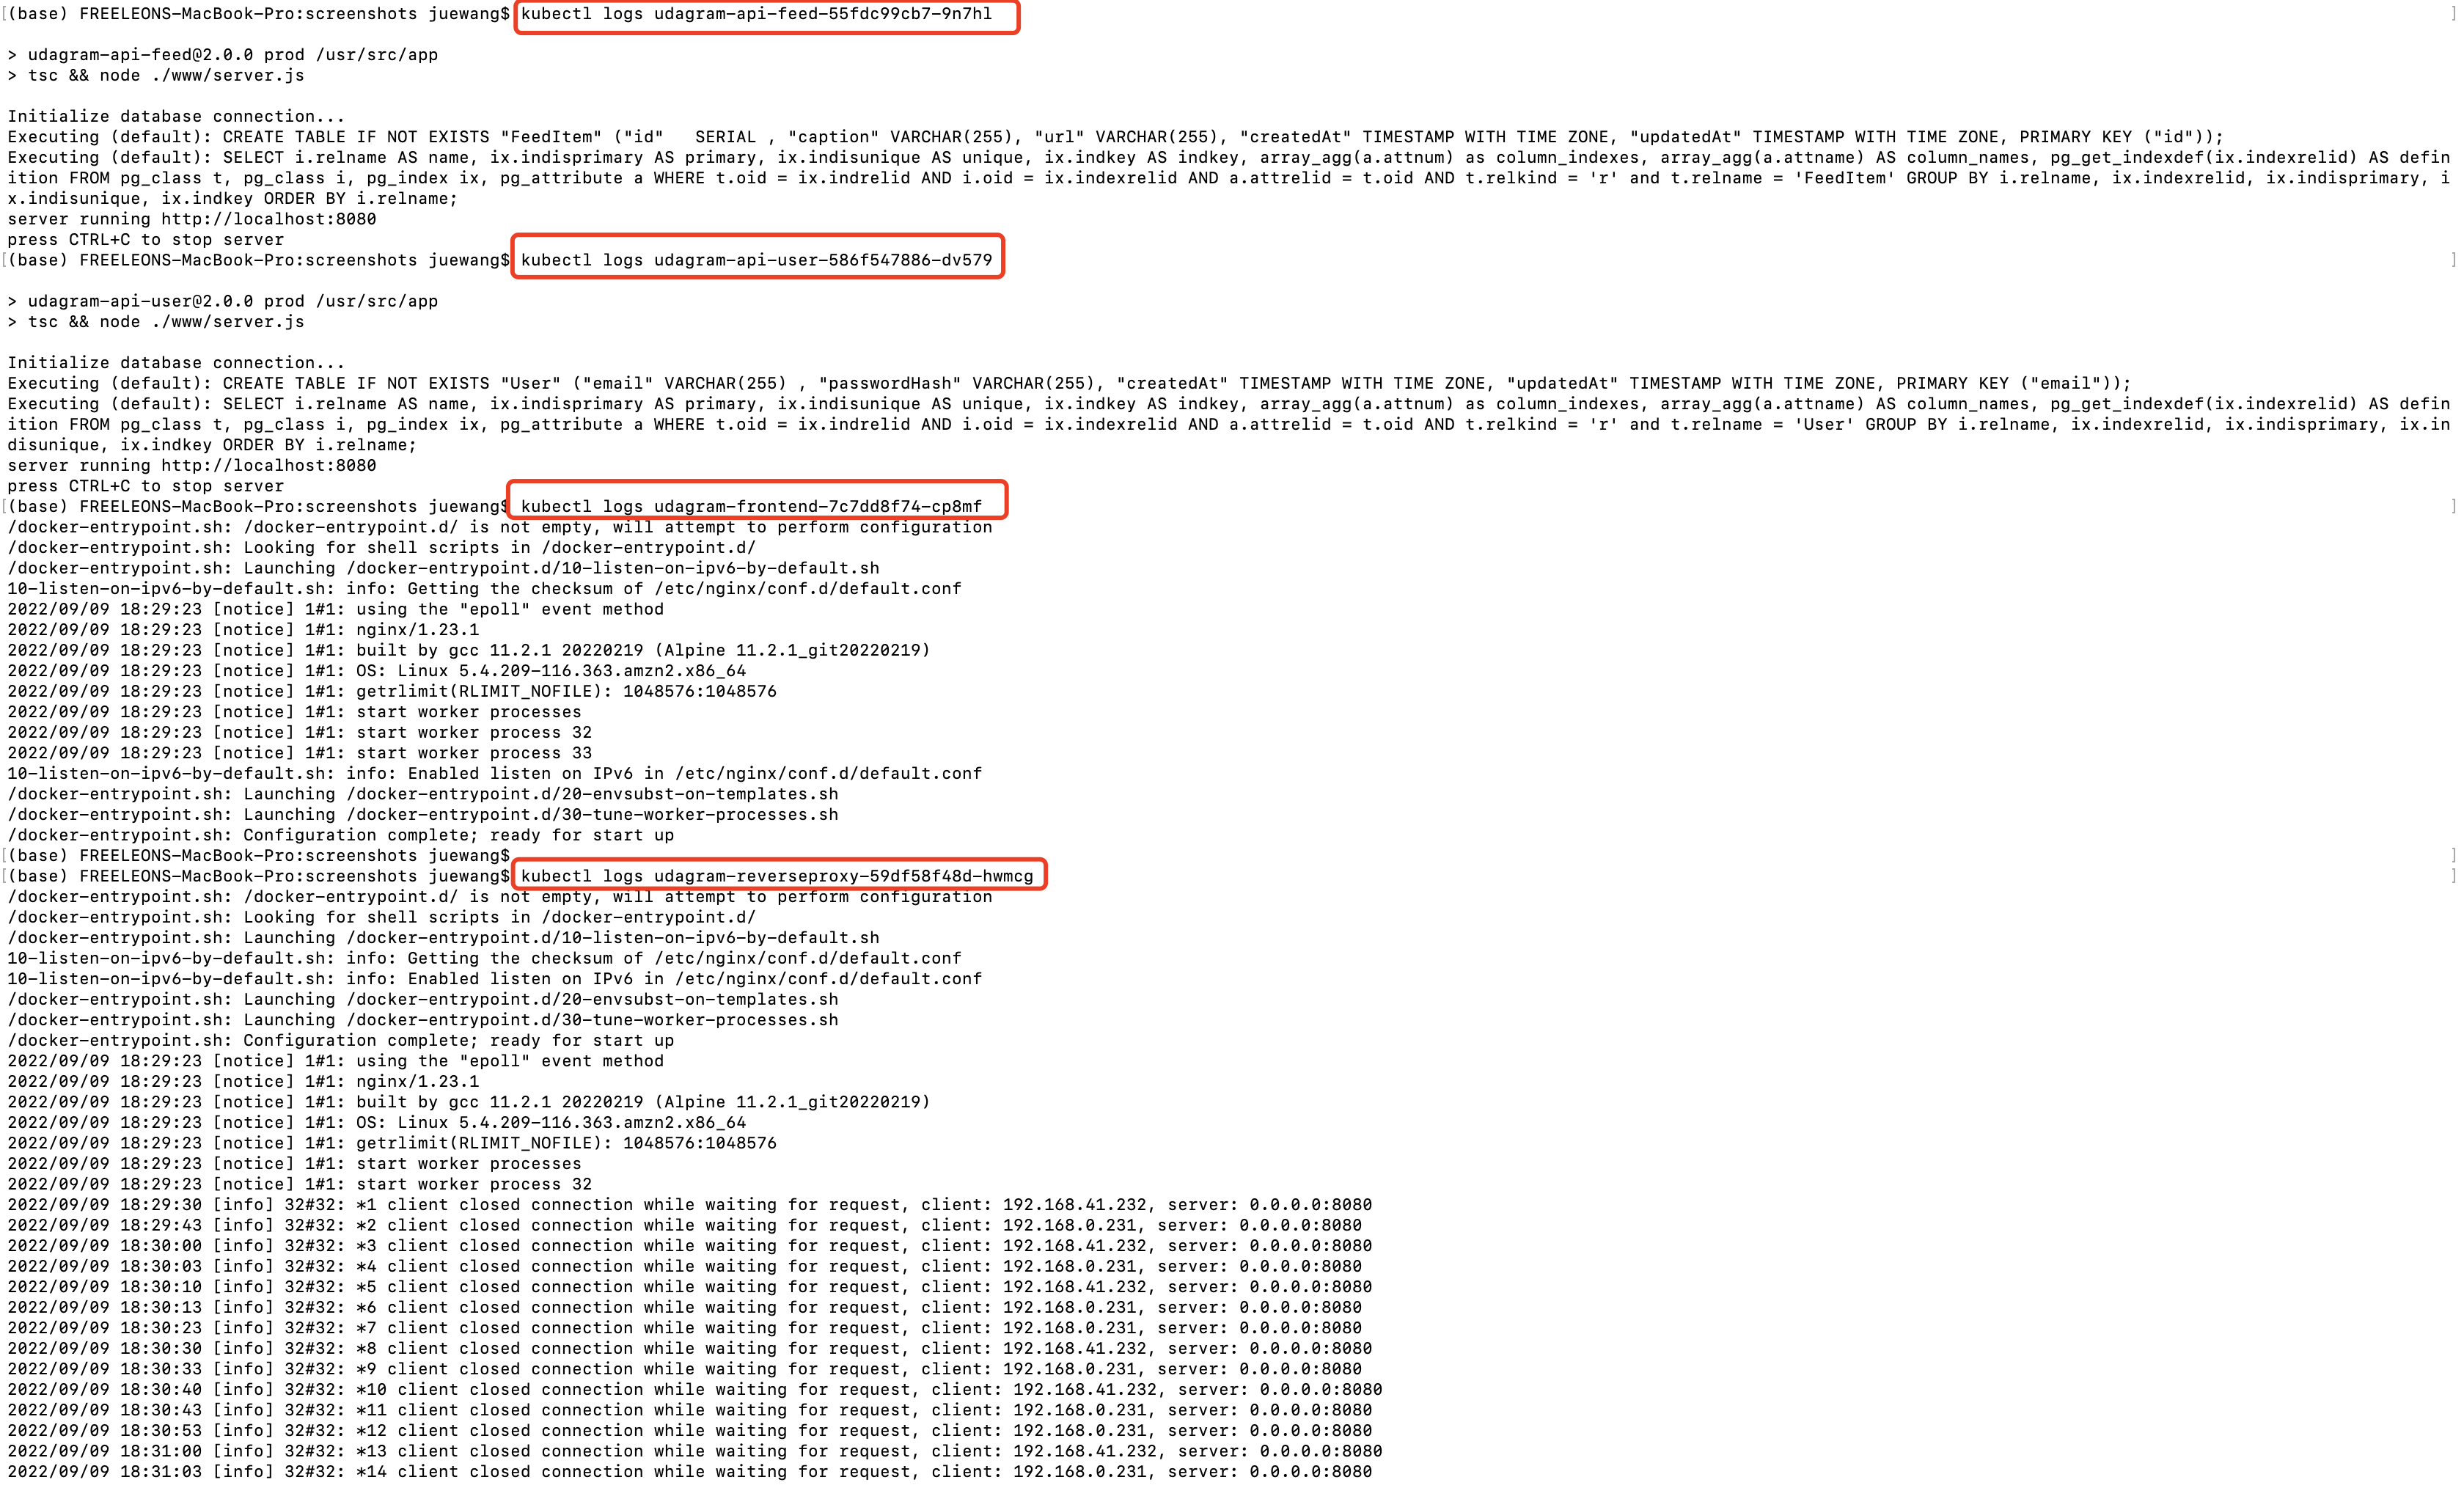 [(base) FREELEONS-MacBook-Pro:screenshots juewang$ kubectl logs udagram-api-feed-55fdc99cb7-9n7hl ]
> udagram-api-feed@2.0.0 prod /usr/src/app
> tsc && node ./www/server.js
Initialize database connection...
Executing (default): CREATE TABLE IF NOT EXISTS "FeedItem" ("id"   SERIAL , "caption" VARCHAR(255), "url" VARCHAR(255), "createdAt" TIMESTAMP WITH TIME ZONE, "updatedAt" TIMESTAMP WITH TIME ZONE, PRIMARY KEY ("id"));
Executing (default): SELECT i.relname AS name, ix.indisprimary AS primary, ix.indisunique AS unique, ix.indkey AS indkey, array_agg(a.attnum) as column_indexes, array_agg(a.attname) AS column_names, pg_get_indexdef(ix.indexrelid) AS defin
ition FROM pg_class t, pg_class i, pg_index ix, pg_attribute a WHERE t.oid = ix.indrelid AND i.oid = ix.indexrelid AND a.attrelid = t.oid AND t.relkind = 'r' and t.relname = 'FeedItem' GROUP BY i.relname, ix.indexrelid, ix.indisprimary, i
x.indisunique, ix.indkey ORDER BY i.relname;
server running http://localhost:8080
press CTRL+C to stop server
[(base) FREELEONS-MacBook-Pro:screenshots juewang$ kubectl logs udagram-api-user-586f547886-dv579 ]
> udagram-api-user@2.0.0 prod /usr/src/app
> tsc && node ./www/server.js
Initialize database connection...
Executing (default): CREATE TABLE IF NOT EXISTS "User" ("email" VARCHAR(255) , "passwordHash" VARCHAR(255), "createdAt" TIMESTAMP WITH TIME ZONE, "updatedAt" TIMESTAMP WITH TIME ZONE, PRIMARY KEY ("email"));
Executing (default): SELECT i.relname AS name, ix.indisprimary AS primary, ix.indisunique AS unique, ix.indkey AS indkey, array_agg(a.attnum) as column_indexes, array_agg(a.attname) AS column_names, pg_get_indexdef(ix.indexrelid) AS defin
ition FROM pg_class t, pg_class i, pg_index ix, pg_attribute a WHERE t.oid = ix.indrelid AND i.oid = ix.indexrelid AND a.attrelid = t.oid AND t.relkind = 'r' and t.relname = 'User' GROUP BY i.relname, ix.indexrelid, ix.indisprimary, ix.in
disunique, ix.indkey ORDER BY i.relname;
server running http://localhost:8080
press CTRL+C to stop server
[(base) FREELEONS-MacBook-Pro:screenshots juewang$ kubectl logs udagram-frontend-7c7dd8f74-cp8mf ]
/docker-entrypoint.sh: /docker-entrypoint.d/ is not empty, will attempt to perform configuration
/docker-entrypoint.sh: Looking for shell scripts in /docker-entrypoint.d/
/docker-entrypoint.sh: Launching /docker-entrypoint.d/10-listen-on-ipv6-by-default.sh
10-listen-on-ipv6-by-default.sh: info: Getting the checksum of /etc/nginx/conf.d/default.conf
2022/09/09 18:29:23 [notice] 1#1: using the "epoll" event method
2022/09/09 18:29:23 [notice] 1#1: nginx/1.23.1
2022/09/09 18:29:23 [notice] 1#1: built by gcc 11.2.1 20220219 (Alpine 11.2.1_git20220219)
2022/09/09 18:29:23 [notice] 1#1: OS: Linux 5.4.209-116.363.amzn2.x86_64
2022/09/09 18:29:23 [notice] 1#1: getrlimit(RLIMIT_NOFILE): 1048576:1048576
2022/09/09 18:29:23 [notice] 1#1: start worker processes
2022/09/09 18:29:23 [notice] 1#1: start worker process 32
2022/09/09 18:29:23 [notice] 1#1: start worker process 33
10-listen-on-ipv6-by-default.sh: info: Enabled listen on IPv6 in /etc/nginx/conf.d/default.conf
/docker-entrypoint.sh: Launching /docker-entrypoint.d/20-envsubst-on-templates.sh
/docker-entrypoint.sh: Launching /docker-entrypoint.d/30-tune-worker-processes.sh
/docker-entrypoint.sh: Configuration complete; ready for start up
[(base) FREELEONS-MacBook-Pro:screenshots juewang$ ]
[(base) FREELEONS-MacBook-Pro:screenshots juewang$ kubectl logs udagram-reverseproxy-59df58f48d-hwmcg ]
/docker-entrypoint.sh: /docker-entrypoint.d/ is not empty, will attempt to perform configuration
/docker-entrypoint.sh: Looking for shell scripts in /docker-entrypoint.d/
/docker-entrypoint.sh: Launching /docker-entrypoint.d/10-listen-on-ipv6-by-default.sh
10-listen-on-ipv6-by-default.sh: info: Getting the checksum of /etc/nginx/conf.d/default.conf
10-listen-on-ipv6-by-default.sh: info: Enabled listen on IPv6 in /etc/nginx/conf.d/default.conf
/docker-entrypoint.sh: Launching /docker-entrypoint.d/20-envsubst-on-templates.sh
/docker-entrypoint.sh: Launching /docker-entrypoint.d/30-tune-worker-processes.sh
/docker-entrypoint.sh: Configuration complete; ready for start up
2022/09/09 18:29:23 [notice] 1#1: using the "epoll" event method
2022/09/09 18:29:23 [notice] 1#1: nginx/1.23.1
2022/09/09 18:29:23 [notice] 1#1: built by gcc 11.2.1 20220219 (Alpine 11.2.1_git20220219)
2022/09/09 18:29:23 [notice] 1#1: OS: Linux 5.4.209-116.363.amzn2.x86_64
2022/09/09 18:29:23 [notice] 1#1: getrlimit(RLIMIT_NOFILE): 1048576:1048576
2022/09/09 18:29:23 [notice] 1#1: start worker processes
2022/09/09 18:29:23 [notice] 1#1: start worker process 32
2022/09/09 18:29:30 [info] 32#32: *1 client closed connection while waiting for request, client: 192.168.41.232, server: 0.0.0.0:8080
2022/09/09 18:29:43 [info] 32#32: *2 client closed connection while waiting for request, client: 192.168.0.231, server: 0.0.0.0:8080
2022/09/09 18:30:00 [info] 32#32: *3 client closed connection while waiting for request, client: 192.168.41.232, server: 0.0.0.0:8080
2022/09/09 18:30:03 [info] 32#32: *4 client closed connection while waiting for request, client: 192.168.0.231, server: 0.0.0.0:8080
2022/09/09 18:30:10 [info] 32#32: *5 client closed connection while waiting for request, client: 192.168.41.232, server: 0.0.0.0:8080
2022/09/09 18:30:13 [info] 32#32: *6 client closed connection while waiting for request, client: 192.168.0.231, server: 0.0.0.0:8080
2022/09/09 18:30:23 [info] 32#32: *7 client closed connection while waiting for request, client: 192.168.0.231, server: 0.0.0.0:8080
2022/09/09 18:30:30 [info] 32#32: *8 client closed connection while waiting for request, client: 192.168.41.232, server: 0.0.0.0:8080
2022/09/09 18:30:33 [info] 32#32: *9 client closed connection while waiting for request, client: 192.168.0.231, server: 0.0.0.0:8080
2022/09/09 18:30:40 [info] 32#32: *10 client closed connection while waiting for request, client: 192.168.41.232, server: 0.0.0.0:8080
2022/09/09 18:30:43 [info] 32#32: *11 client closed connection while waiting for request, client: 192.168.0.231, server: 0.0.0.0:8080
2022/09/09 18:30:53 [info] 32#32: *12 client closed connection while waiting for request, client: 192.168.0.231, server: 0.0.0.0:8080
2022/09/09 18:31:00 [info] 32#32: *13 client closed connection while waiting for request, client: 192.168.41.232, server: 0.0.0.0:8080
2022/09/09 18:31:03 [info] 32#32: *14 client closed connection while waiting for request, client: 192.168.0.231, server: 0.0.0.0:8080